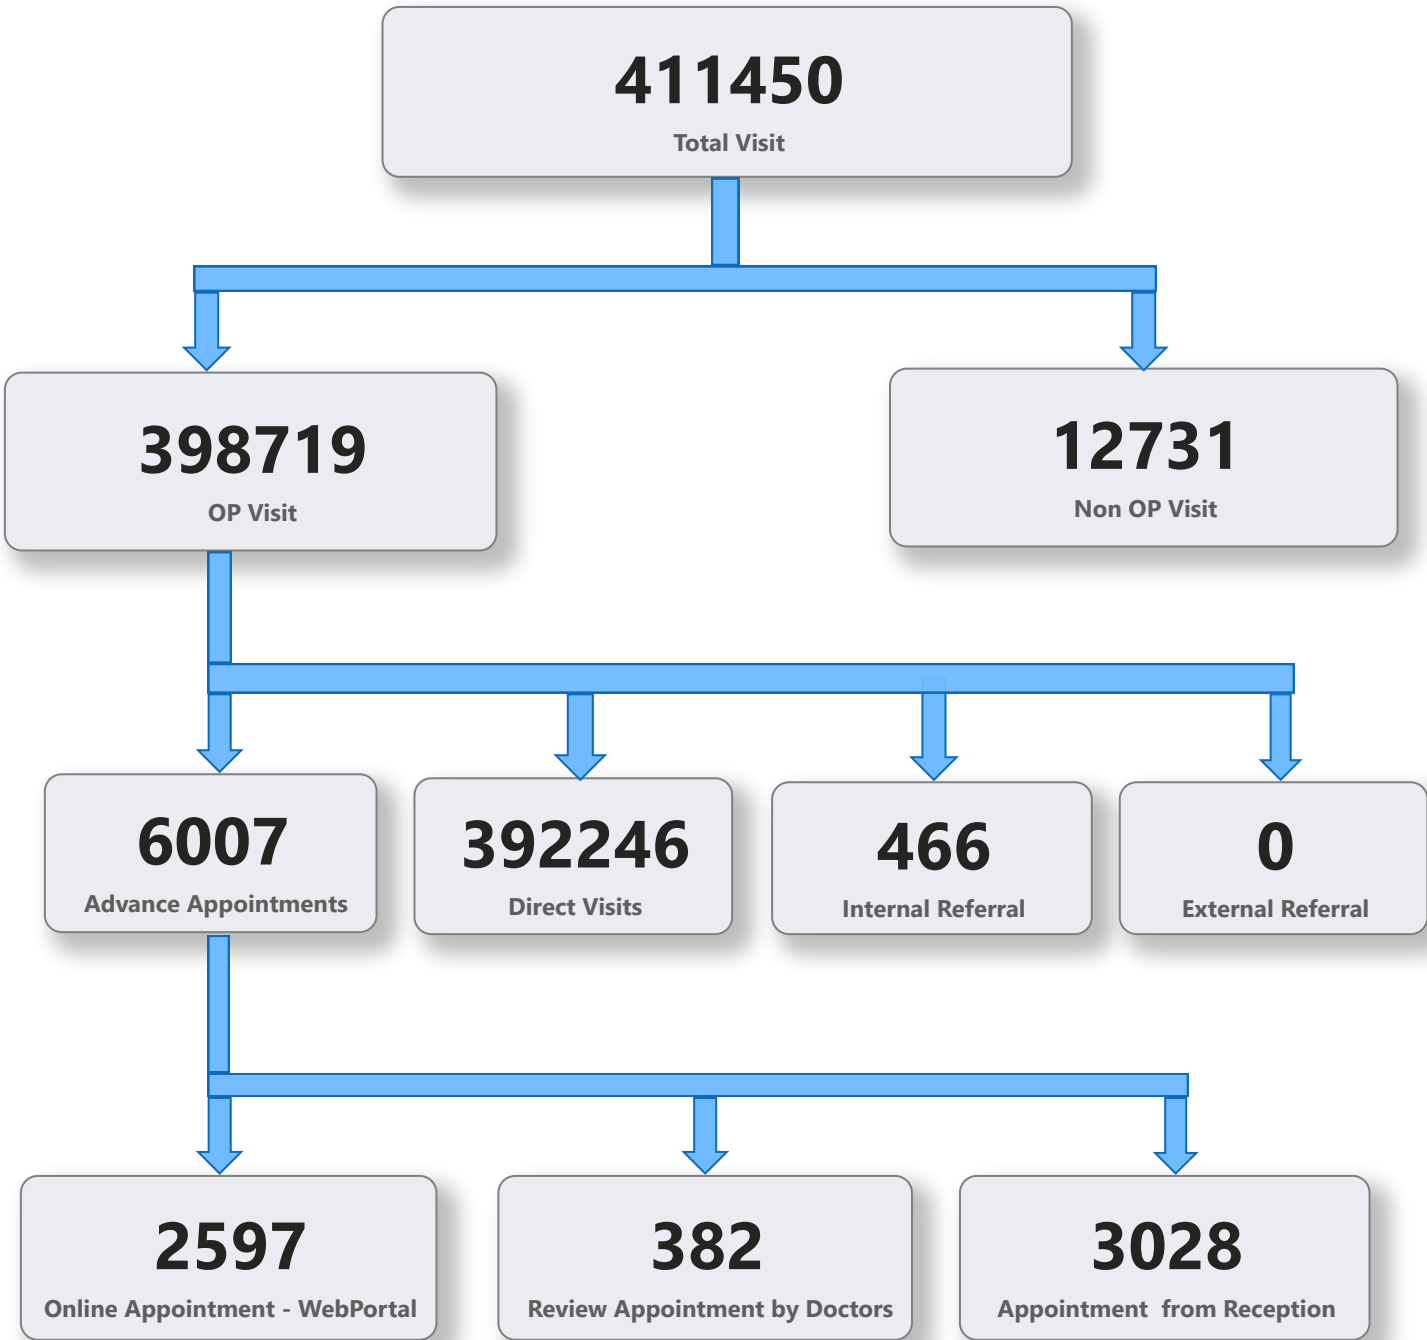 411450
Total Visit
398719
OP Visit
12731
Non OP Visit
6007
Advance Appointments
392246
Direct Visits
466
Internal Referral
0
External Referral
2597
Online Appointment - WebPortal
382
Review Appointment by Doctors
3028
Appointment  from Reception